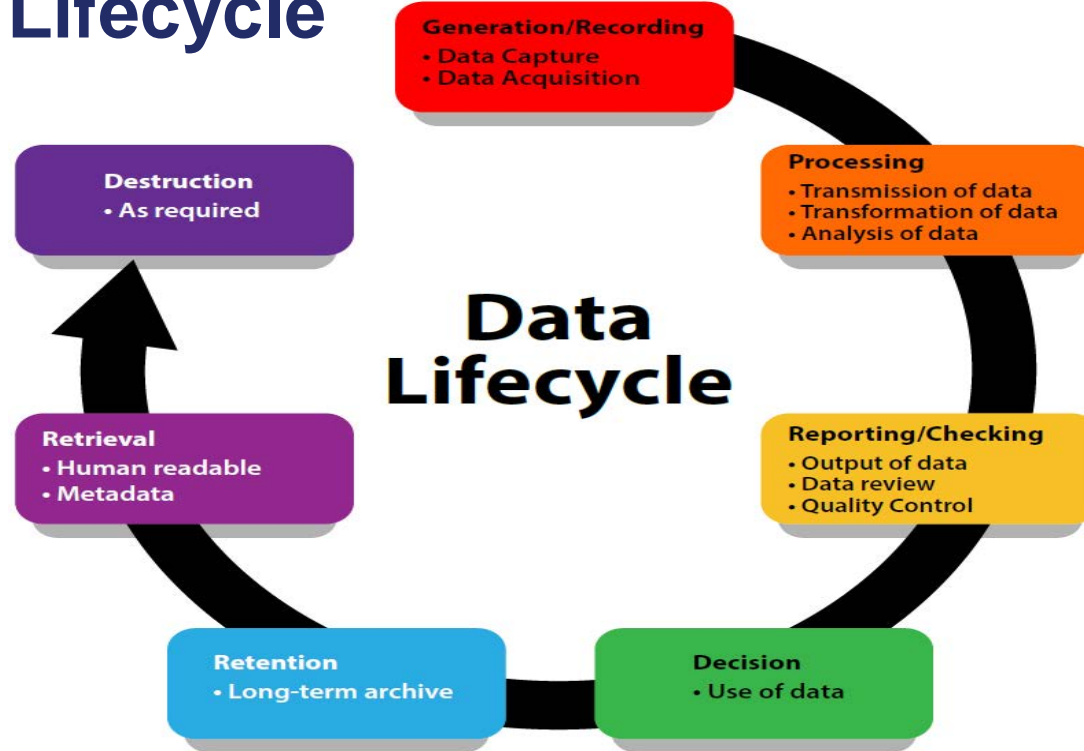 Lifecycle
Generation/Recording
• Data Capture
• Data Acquisition
Processing
• Transmission of data
• Transformation of data
• Analysis of data
Reporting/Checking
• Output of data
• Data review
• Quality Control
Decision
• Use of data
Retention
• Long-term archive
Retrieval
• Human readable
• Metadata
Destruction
• As required
Data
Lifecycle